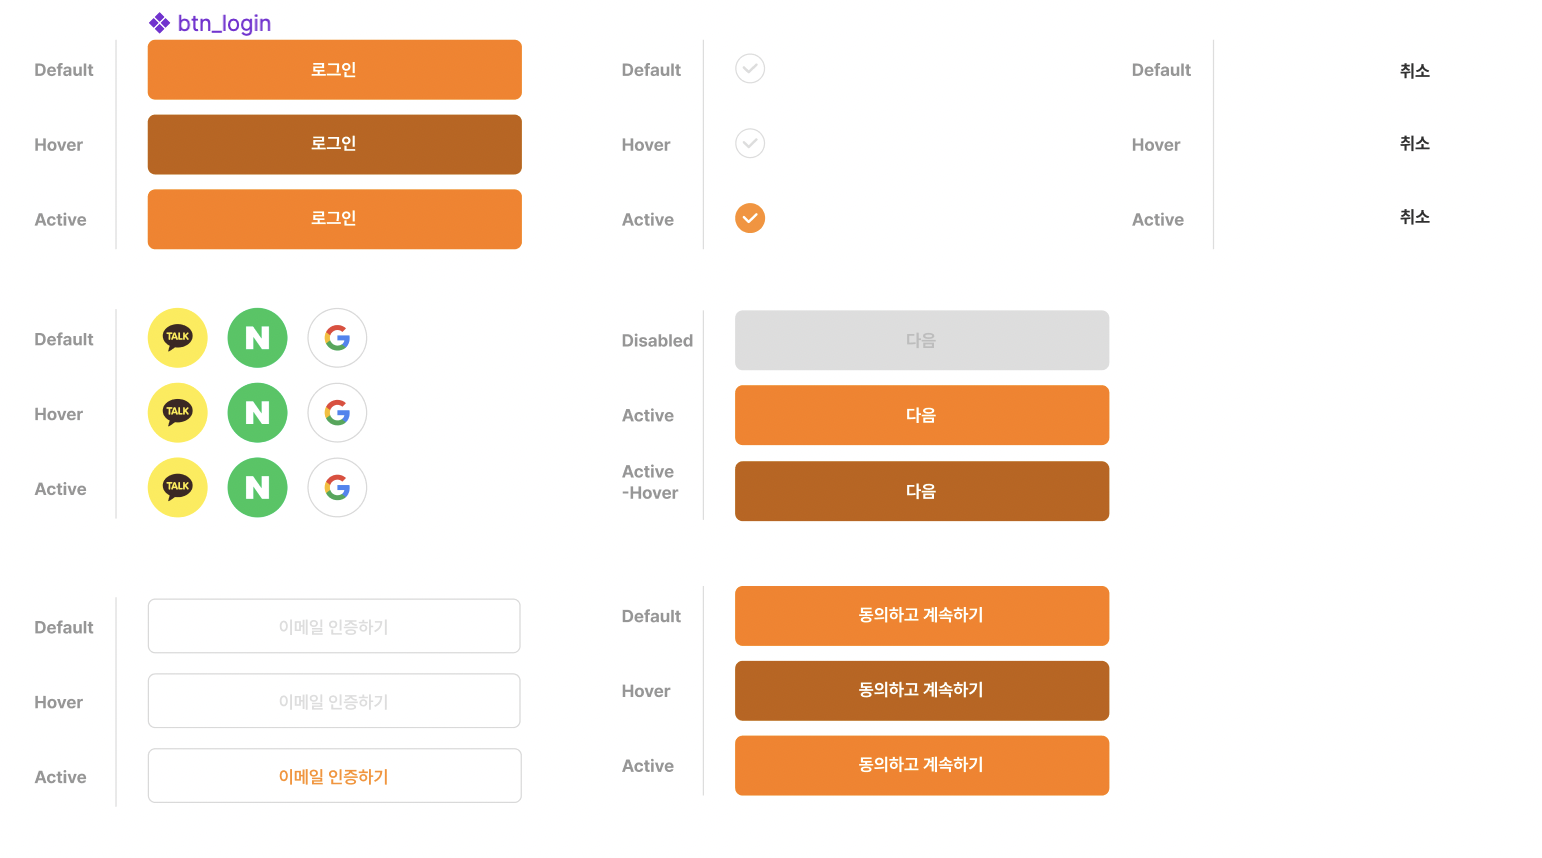 btn_login
Default
로그인
Hover
로그인
Active
로그인
Default
Hover
Active
Default
취소
Hover
취소
Active
취소
Default
TALK
N
G
Hover
TALK
N
G
Active
TALK
N
G
Disabled
다음
Active
다음
Active
-Hover
다음
Default
이메일 인증하기
Hover
이메일 인증하기
Active
이메일 인증하기
Default
동의하고 계속하기
Hover
동의하고 계속하기
Active
동의하고 계속하기